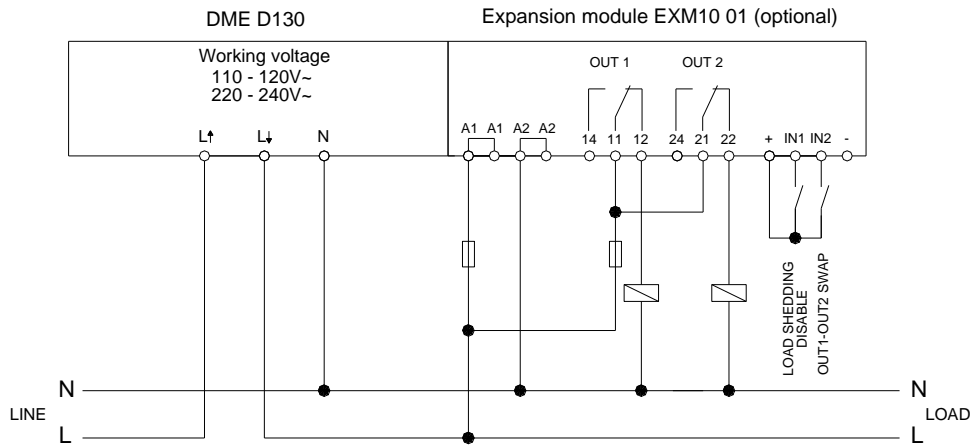 DME D130
Expansion module EXM10 01 (optional)
Working voltage
110 - 120V~
220 - 240V~
OUT 1
OUT 2
L↑
L↓
N
A1
A1
A2
A2
14
11
12
24
21
22
+
IN1
IN2
-
LOAD SHEDDING
DISABLE
OUT1-OUT2 SWAP
N
N
LINE
LOAD
L
L